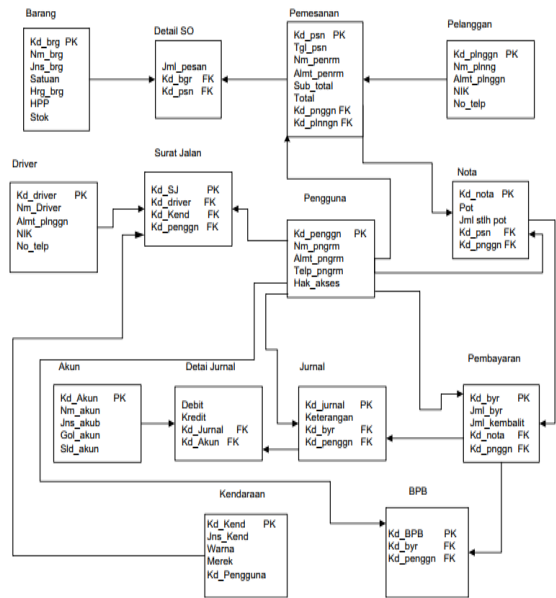 Barang
Kd_brg PK
Nm_brg
Jns_brg
Satuan
Hrg_brg
HPP
Stok
Detail SO
Jml_pesan
Kd_bgr FK
Kd_psn FK
Pemesanan
Kd_psn PK
Tgl_psn
Nm_penrm
Almt_penrm
Sub_total
Total
Kd_pnggn FK
Kd_plnngn FK
Pelanggan
Kd_plnggn PK
Nm_plnng
Almt_plnggn
NIK
No_telp
Driver
Kd_driver PK
Nm_Driver
Almt_plnggn
NIK
No_telp
Surat Jalan
Kd_SJ PK
Kd_driver FK
Kd_Kend FK
Kd_penggn FK
Pengguna
Kd_penggn PK
Nm_pngrm
Almt_pngrm
Telp_pngrm
Hak_akses
Nota
Kd_nota PK
Pot
Jml stlh pot
Kd_psn FK
Kd_pnggn FK
Akun
Kd_Akun PK
Nm_akun
Jns_akub
Gol_akun
Sld_akun
Detai Jurnal
Debit
Kredit
Kd_Jurnal FK
Kd_Akun FK
Jurnal
Kd_jurnal PK
Keterangan
Kd_byr FK
Kd_penggn FK
Pembayaran
Kd_byr PK
Jml_byr
Jml_kembalit
Kd_nota FK
Kd_pnggn FK
Kendaraan
Kd_Kend PK
Jns_Kend
Warna
Merek
Kd_Pengguna
BPB
Kd_BPB PK
Kd_byr FK
Kd_penggn FK